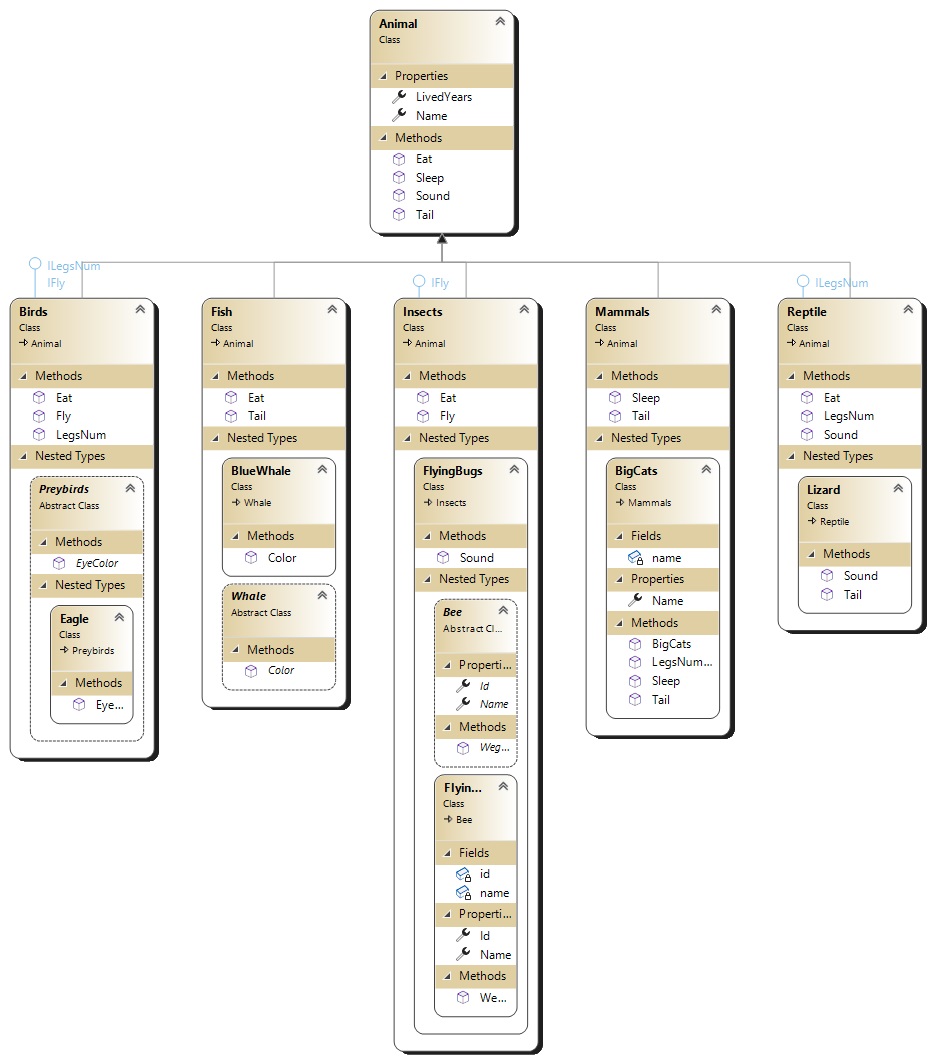 Animal
Class
Properties
LivedYears
Name
Methods
Eat
Sleep
Sound
Tail
ILegsNum
IFly
Birds
Class
Animal
Methods
Eat
Fly
LegsNum
Nested Types
Preybirds
Abstract Class
Methods
EyeColor
Nested Types
Eagle
Class
Preybirds
Methods
Eye...
Fish
Class
Animal
Methods
Eat
Tail
Nested Types
BlueWhale
Class
Whale
Methods
Color
Whale
Abstract Class
Methods
Color
IFly
Insects
Class
Animal
Methods
Eat
Fly
Nested Types
FlyingBugs
Class
Insects
Methods
Sound
Nested Types
Bee
Abstract Cl...
Properti...
Id
Name
Methods
Weg...
Flyin...
Class
Bee
Fields
id
name
Properti...
Id
Name
Methods
We...
Mammals
Class
Animal
Methods
Sleep
Tail
Nested Types
BigCats
Class
Mammals
Fields
name
Properties
Name
Methods
BigCats
LegsNum...
Sleep
Tail
ILegsNum
Reptile
Class
Animal
Methods
Eat
LegsNum
Sound
Nested Types
Lizard
Class
Reptile
Methods
Sound
Tail